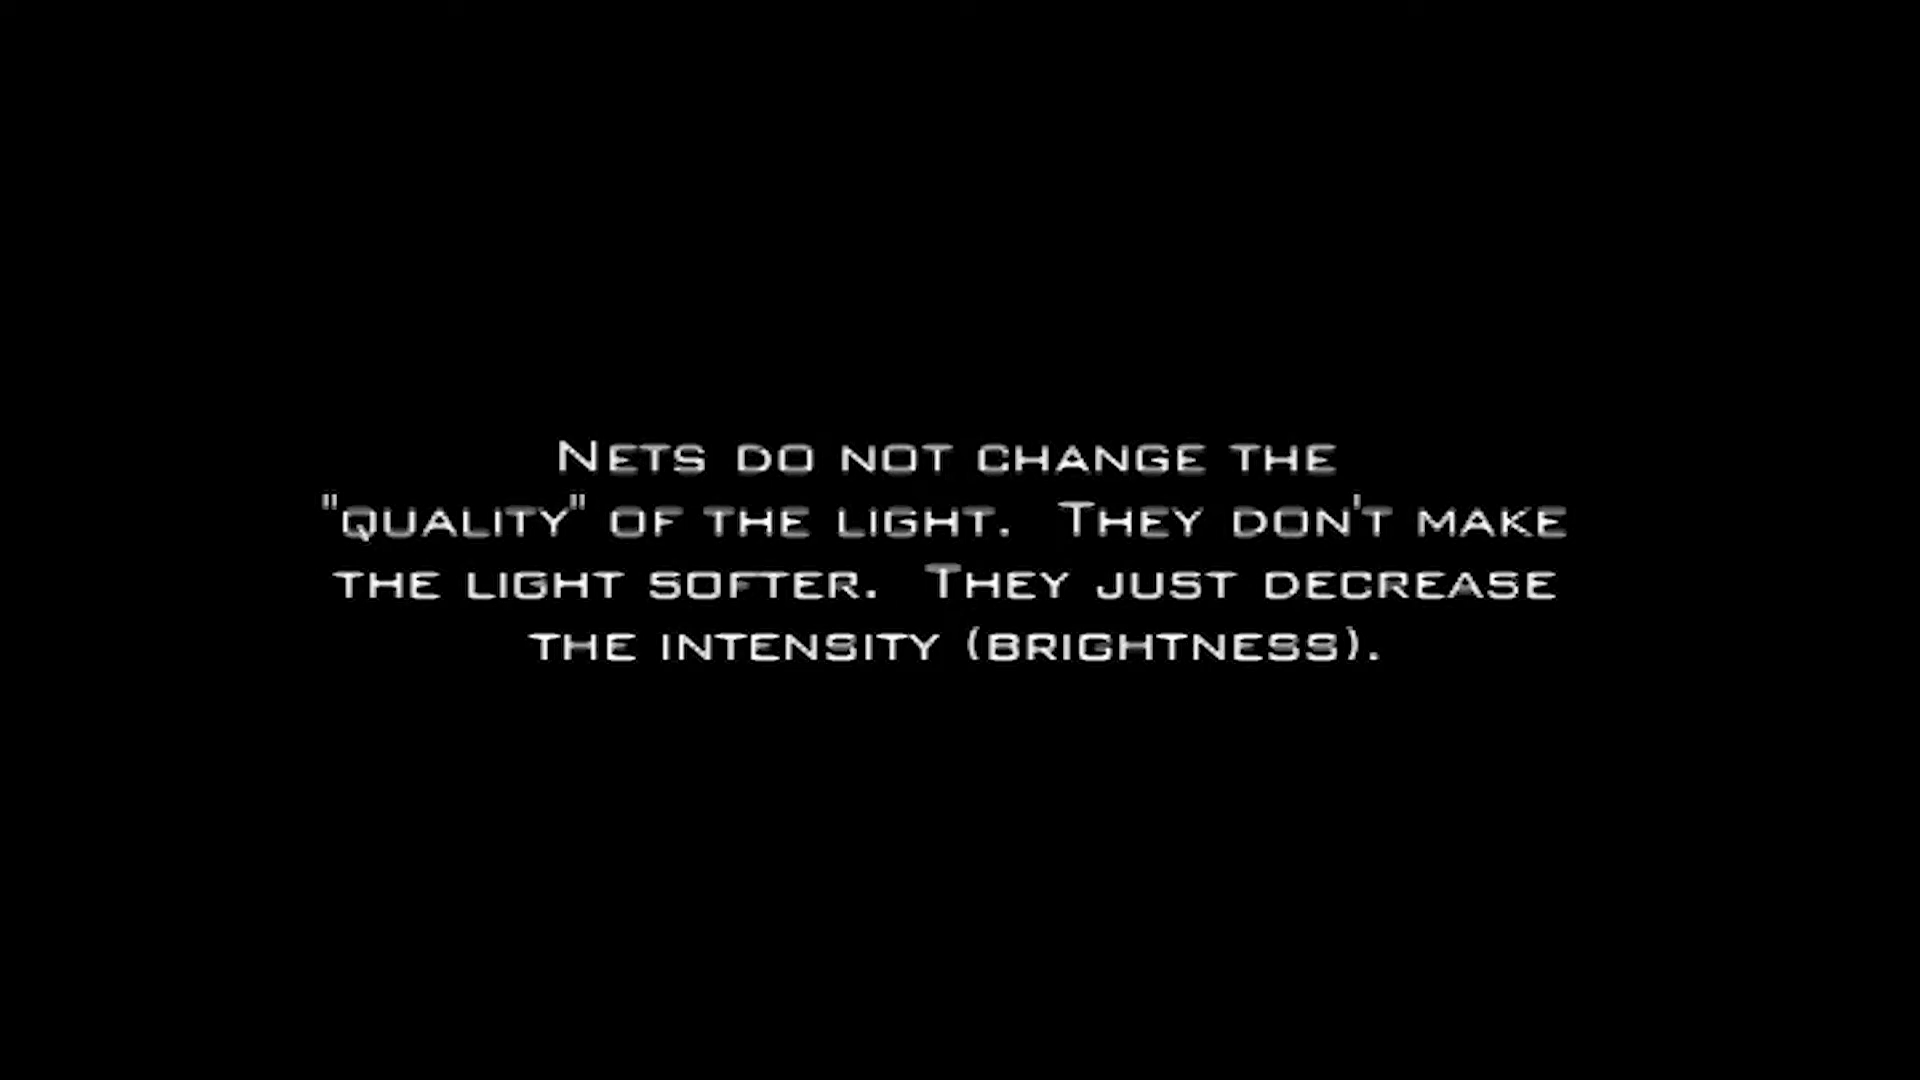 Nets do not change the
"quality" of the light.  They don't make
the light softer.  They just decrease
the intensity (brightness).